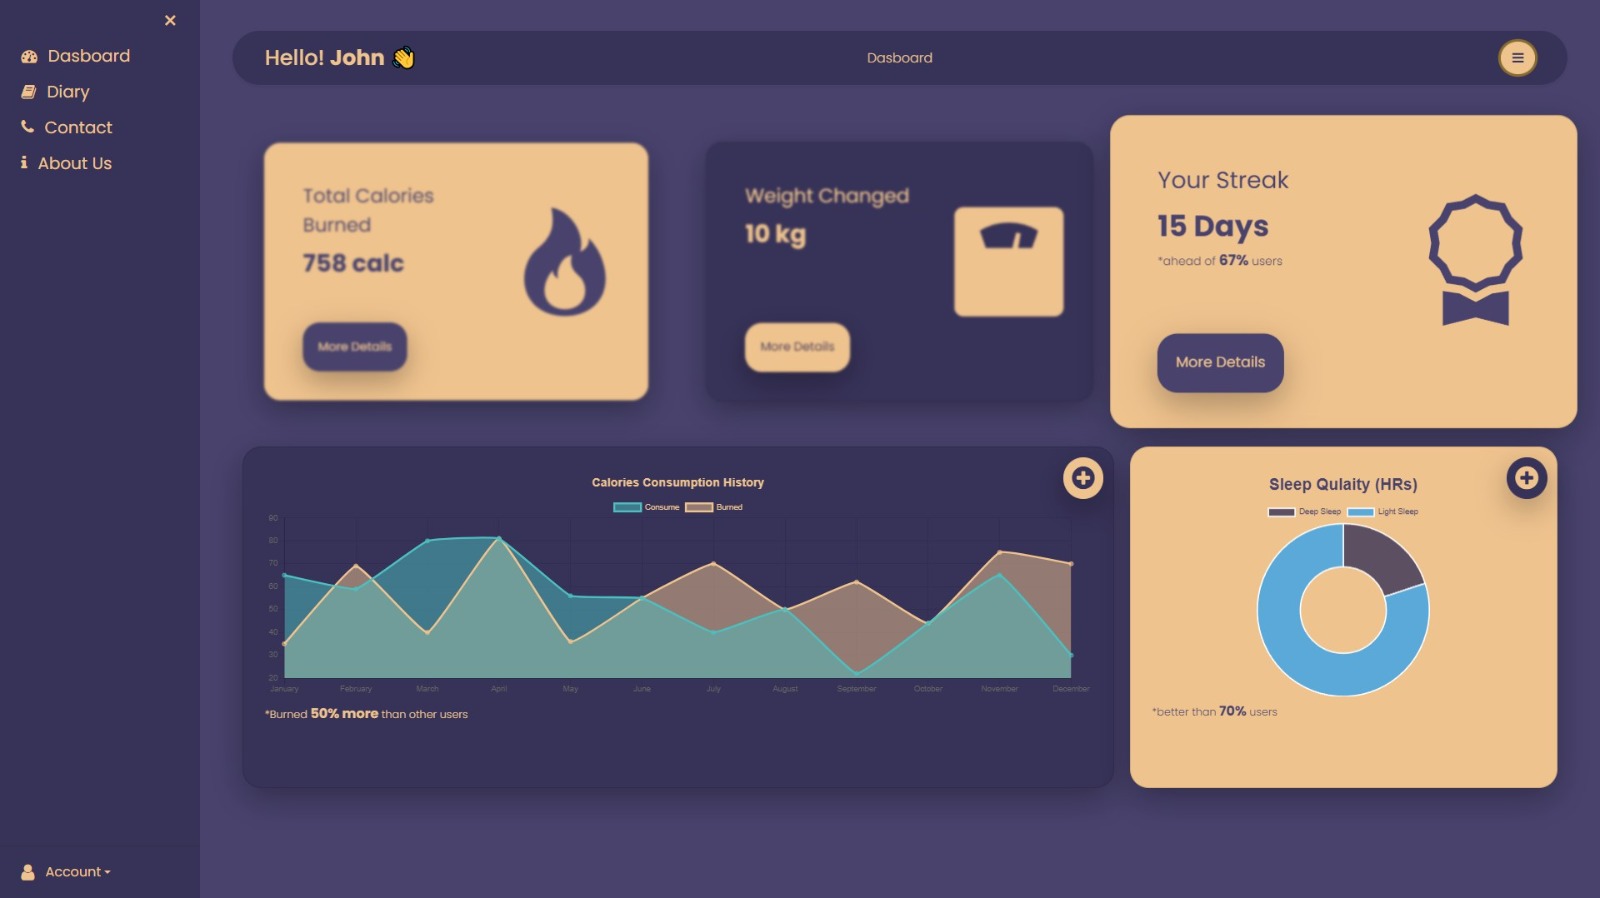 Dasboard
Diary
Contact
About Us
Account
Hello! John 👋
Dasboard
Total Calories
Burned
758 calc
More Details
Weight Changed
10 kg
More Details
Your Streak
15 Days
*ahead of 67% users
More Details
Calories Consumption History
Consume Burned
90
80
70
60
50
40
30
20
January February March April May June July August September October November December
*Burned 50% more than other users
Sleep Qulaity (HRs)
Deep Sleep Light Sleep
*better than 70% users